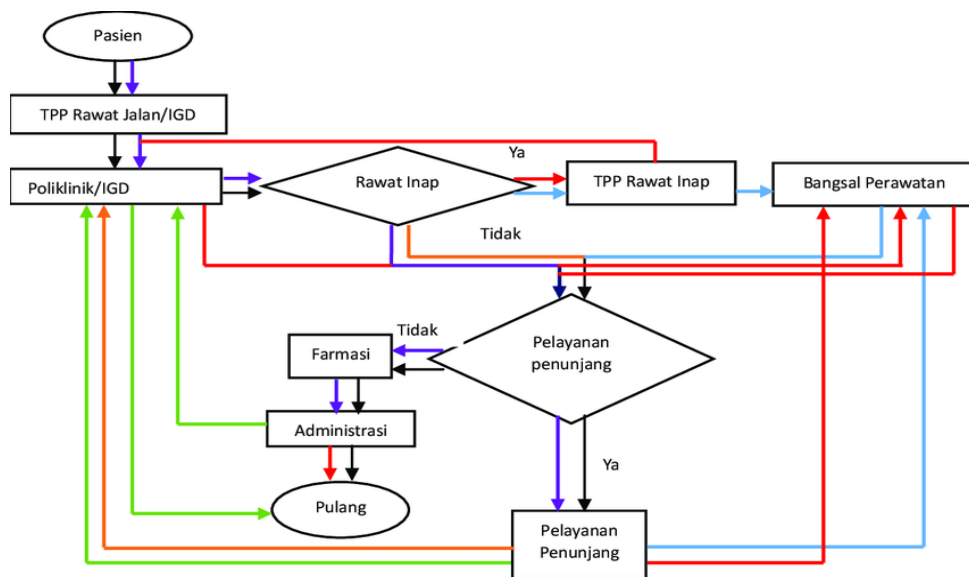 Pasien
TPP Rawat Jalan/IGD
Ya
Poliklinik/IGD
Rawat Inap
TPP Rawat Inap
Bangsal Perawatan
Tidak
Tidak
Pelayanan
penunjang
Farmasi
Administrasi
Ya
Pulang
Pelayanan
Penunjang